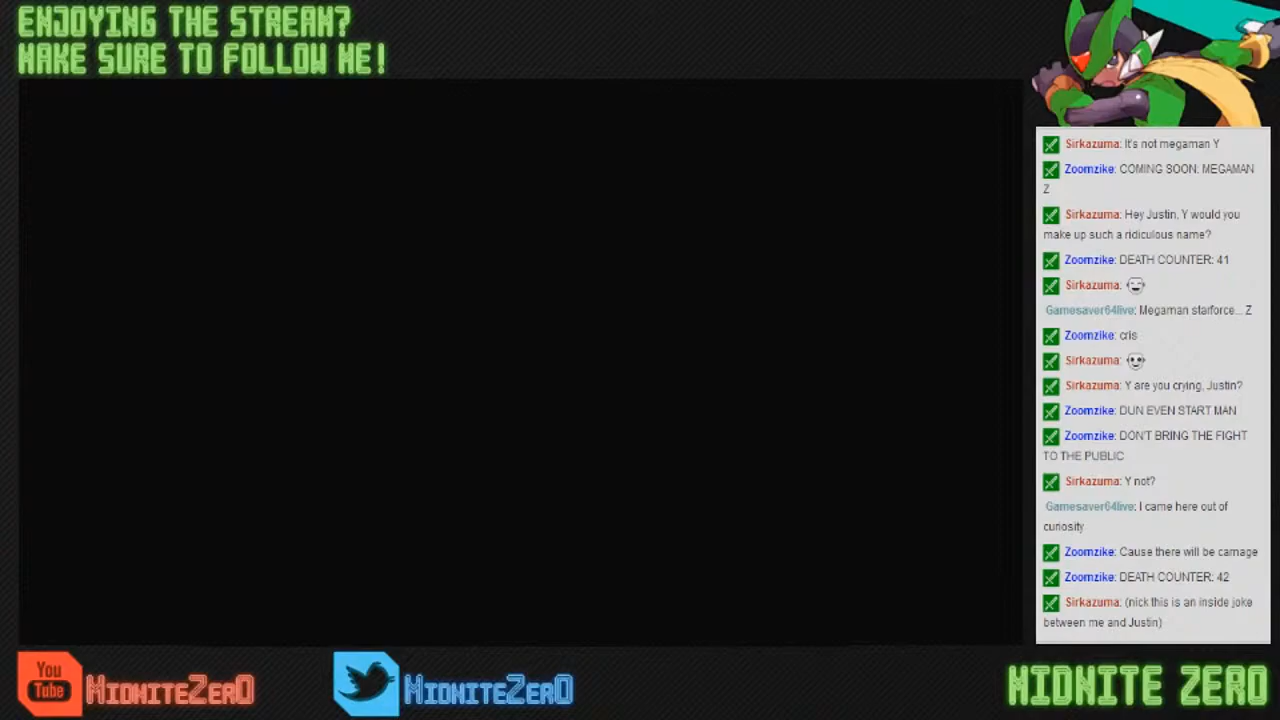 ENJOYING THE STREAM?
MAKE SURE TO FOLLOW ME!
Sirkazuma: It's not megaman Y
Zoomzike: COMING SOON: MEGAMAN
Z
Sirkazuma: Hey Justin, Y would you
make up such a ridiculous name?
Zoomzike: DEATH COUNTER: 41
Sirkazuma:
Gamesaver64live: Megaman starforce... Z
Zoomzike: cris
Sirkazuma:
Sirkazuma: Y are you crying, Justin?
Zoomzike: DUN EVEN START MAN
Zoomzike: DON'T BRING THE FIGHT
TO THE PUBLIC
Sirkazuma: Y not?
Gamesaver64live: I came here out of
curiosity
Zoomzike: Cause there will be carnage
Zoomzike: DEATH COUNTER: 42
Sirkazuma: (nick this is an inside joke
between me and Justin)
You
Tube
MIDNITEZER0
MIDNITEZER0
MIDNITE ZERO